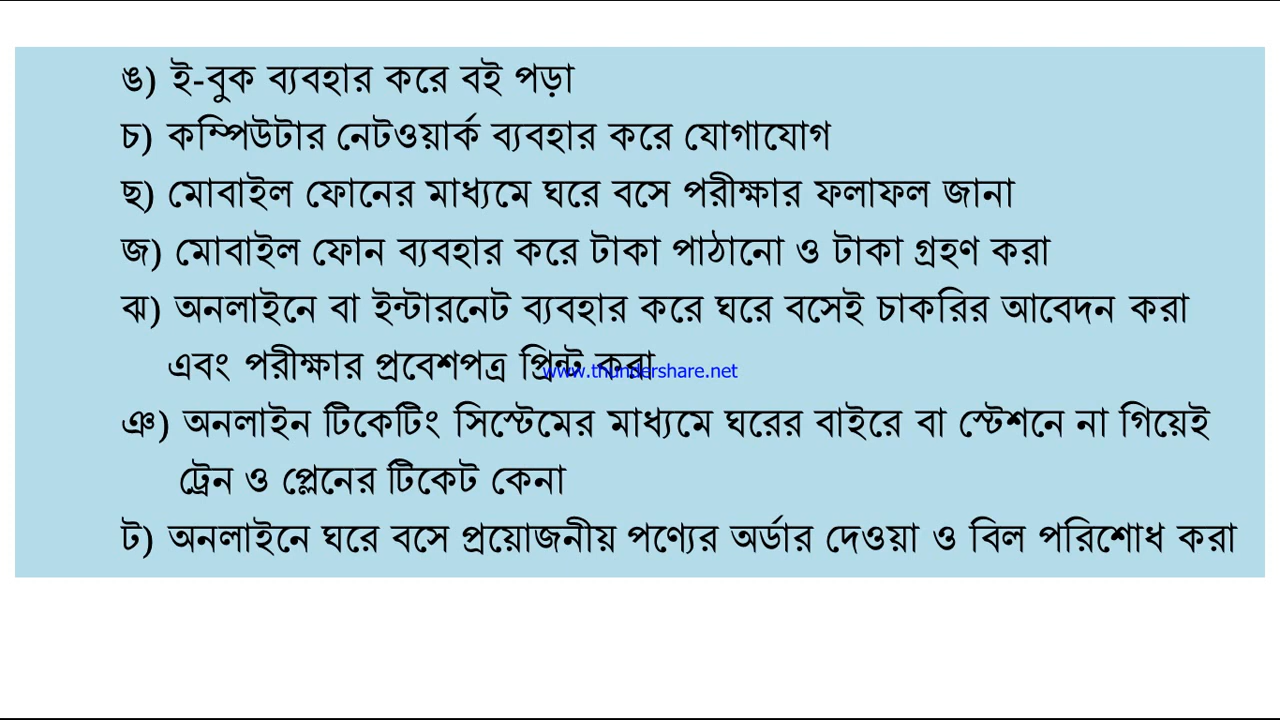 ঙ) ই-বুক ব্যবহার করে বই পড়া
চ) কম্পিউটার নেটওয়ার্ক ব্যবহার করে যোগাযোগ
ছ) মোবাইল ফোনের মাধ্যমে ঘরে বসে পরীক্ষার ফলাফল জানা
জ) মোবাইল ফোন ব্যবহার করে টাকা পাঠানো ও টাকা গ্রহণ করা
ঝ) অনলাইনে বা ইন্টারনেট ব্যবহার করে ঘরে বসেই চাকরির আবেদন করা
এবং পরীক্ষার প্রবেশপত্র প্রিন্ট করা
www.thundershare.net
ঞ) অনলাইন টিকেটিং সিস্টেমের মাধ্যমে ঘরের বাইরে বা স্টেশনে না গিয়েই
ট্রেন ও প্লেনের টিকেট কেনা
ট) অনলাইনে ঘরে বসে প্রয়োজনীয় পণ্যের অর্ডার দেওয়া ও বিল পরিশোধ করা